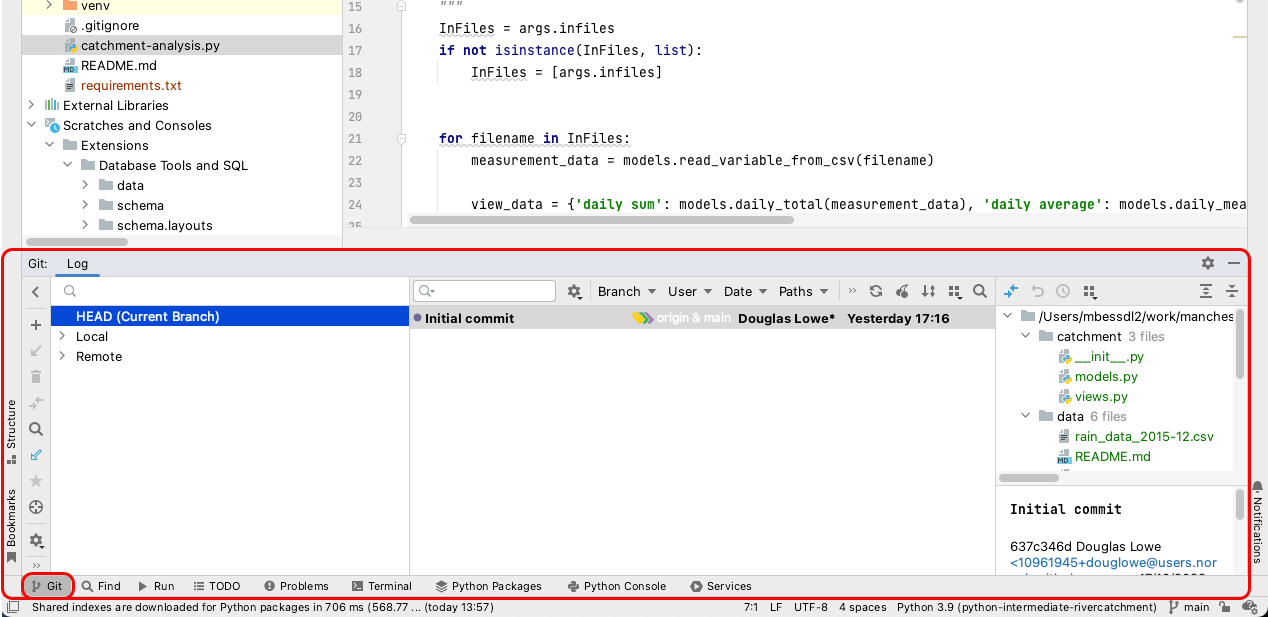 venv
.gitignore
catchment-analysis.py
README.md
requirements.txt
External Libraries
Scratches and Consoles
Extensions
Database Tools and SQL
data
schema
schema.layouts
15 """
16 InFiles = args.infiles
17 if not isinstance(InFiles, list):
18 InFiles = [args.infiles]
19
20
21 for filename in InFiles:
22 measurement_data = models.read_variable_from_csv(filename)
23
24 view_data = {'daily sum': models.daily_total(measurement_data), 'daily average': models.daily_mea
25
Git: Log
HEAD (Current Branch)
Local
Remote
Branch User Date Paths
Initial commit origin & main Douglas Lowe* Yesterday 17:16
/Users/mbessdl2/work/manches
catchment 3 files
__init__.py
models.py
views.py
data 6 files
rain_data_2015-12.csv
MD README.md
Initial commit
637c346d Douglas Lowe
<10961945+douglowe@users.nor
Structure
Bookmarks
Notifications
Git Find Run TODO Problems Terminal Python Packages Python Console Services
Shared indexes are downloaded for Python packages in 706 ms (568.77 ... (today 13:57) 7:1 LF UTF-8 4 spaces Python 3.9 (python-intermediate-rivercatchment) main